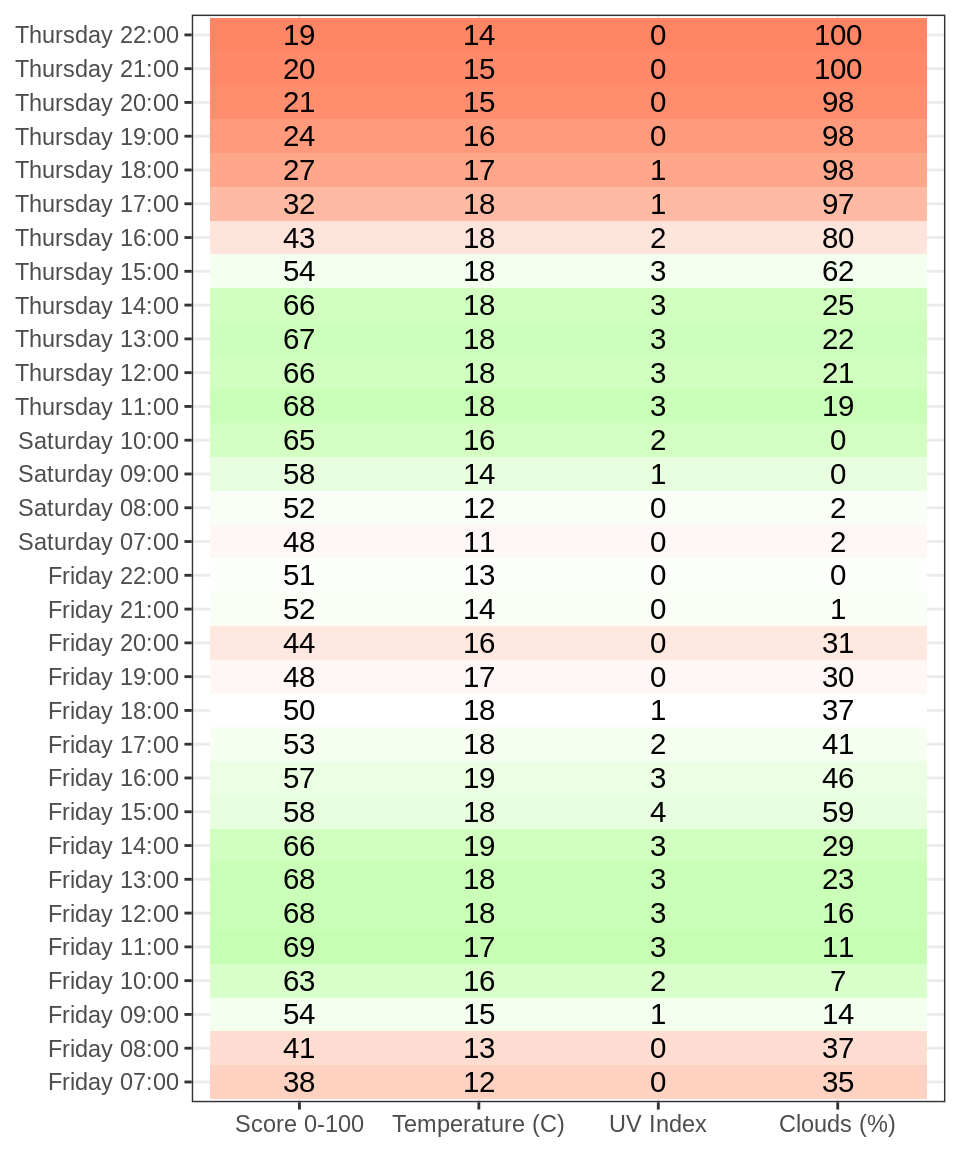 Thursday 22:00 19 14 0 100
Thursday 21:00 20 15 0 100
Thursday 20:00 21 15 0 98
Thursday 19:00 24 16 0 98
Thursday 18:00 27 17 1 98
Thursday 17:00 32 18 1 97
Thursday 16:00 43 18 2 80
Thursday 15:00 54 18 3 62
Thursday 14:00 66 18 3 25
Thursday 13:00 67 18 3 22
Thursday 12:00 66 18 3 21
Thursday 11:00 68 18 3 19
Saturday 10:00 65 16 2 0
Saturday 09:00 58 14 1 0
Saturday 08:00 52 12 0 2
Saturday 07:00 48 11 0 2
Friday 22:00 51 13 0 0
Friday 21:00 52 14 0 1
Friday 20:00 44 16 0 31
Friday 19:00 48 17 0 30
Friday 18:00 50 18 1 37
Friday 17:00 53 18 2 41
Friday 16:00 57 19 3 46
Friday 15:00 58 18 4 59
Friday 14:00 66 19 3 29
Friday 13:00 68 18 3 23
Friday 12:00 68 18 3 16
Friday 11:00 69 17 3 11
Friday 10:00 63 16 2 7
Friday 09:00 54 15 1 14
Friday 08:00 41 13 0 37
Friday 07:00 38 12 0 35
Score 0-100 Temperature (C) UV Index Clouds (%)